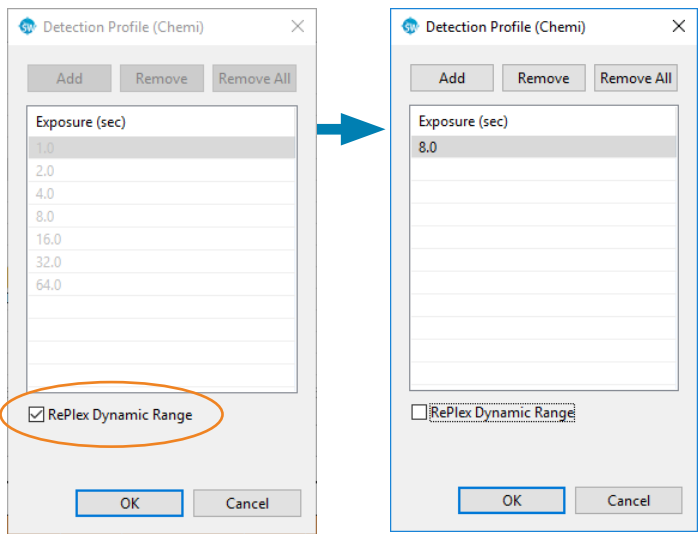 Detection Profile (Chemi)
Add Remove Remove All
Exposure (sec)
1.0
2.0
4.0
8.0
16.0
32.0
64.0
RePlex Dynamic Range
OK Cancel
Detection Profile (Chemi)
Add Remove Remove All
Exposure (sec)
8.0
RePlex Dynamic Range
OK Cancel